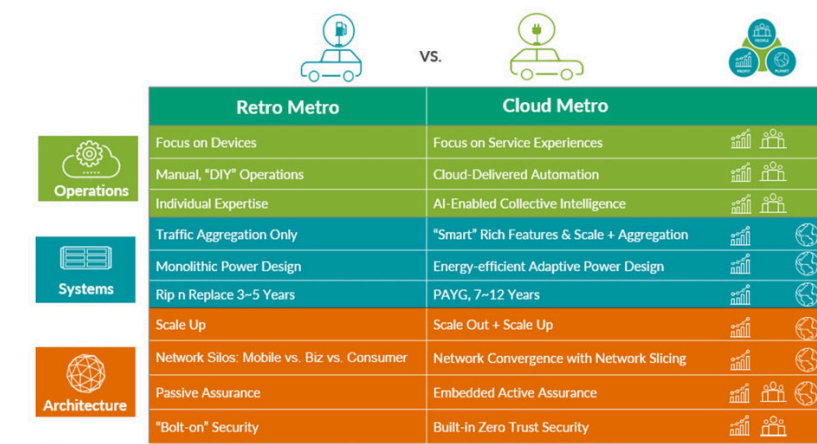 VS.
PEOPLE
PROFIT
PLANET
Retro Metro
Cloud Metro
Operations
Focus on Devices
Focus on Service Experiences
Manual, “DIY” Operations
Cloud-Delivered Automation
Individual Expertise
AI-Enabled Collective Intelligence
Systems
Traffic Aggregation Only
“Smart” Rich Features & Scale + Aggregation
Monolithic Power Design
Energy-efficient Adaptive Power Design
Rip n Replace 3~5 Years
PAYG, 7~12 Years
Architecture
Scale Up
Scale Out + Scale Up
Network Silos: Mobile vs. Biz vs. Consumer
Network Convergence with Network Slicing
Passive Assurance
Embedded Active Assurance
“Bolt-on” Security
Built-in Zero Trust Security